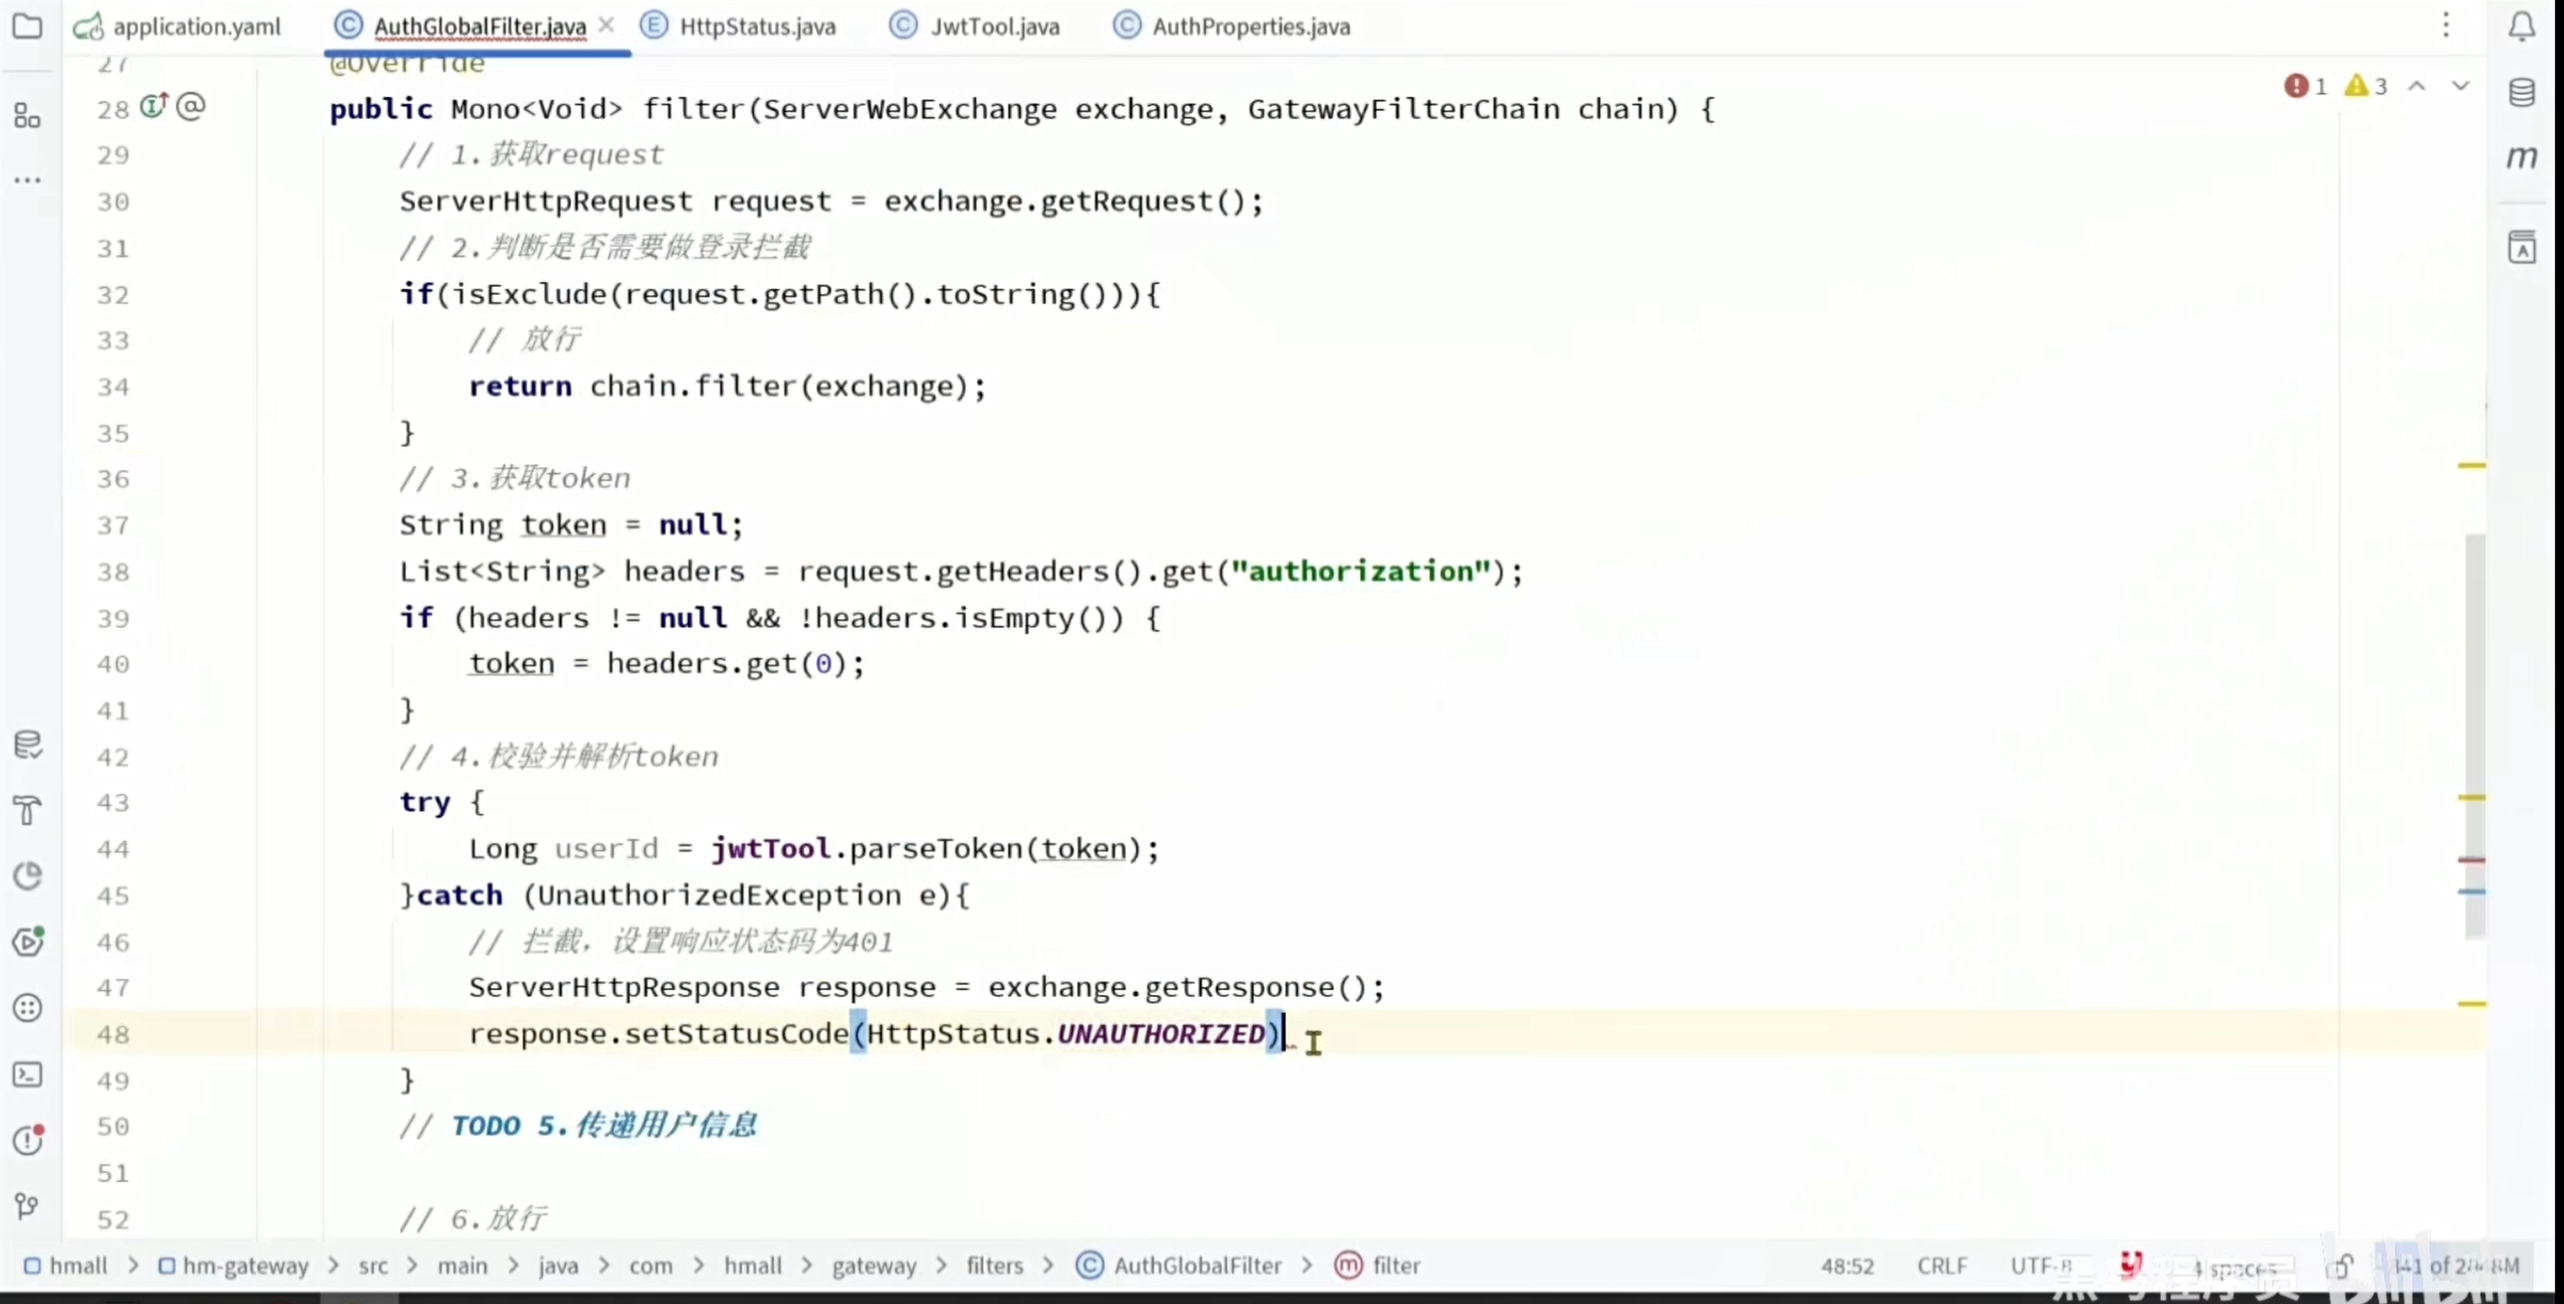 application.yaml AuthGlobalFilter.java HttpStatus.java JwtTool.java AuthProperties.java
27 @Override
1 3
28 public Mono<Void> filter(ServerWebExchange exchange, GatewayFilterChain chain) {
29 // 1.获取request
30 ServerHttpRequest request = exchange.getRequest();
31 // 2.判断是否需要做登录拦截
32 if(isExclude(request.getPath().toString())){
33 // 放行
34 return chain.filter(exchange);
35 }
36 // 3.获取token
37 String token = null;
38 List<String> headers = request.getHeaders().get("authorization");
39 if (headers != null && !headers.isEmpty()) {
40 token = headers.get(0);
41 }
42 // 4.校验并解析token
43 try {
44 Long userId = jwtTool.parseToken(token);
45 }catch (UnauthorizedException e){
46 // 拦截，设置响应状态码为401
47 ServerHttpResponse response = exchange.getResponse();
48 response.setStatusCode(HttpStatus.UNAUTHORIZED)
49 }
50 // TODO 5.传递用户信息
51
52 // 6.放行
hmall > hm-gateway > src > main > java > com > hmall > gateway > filters > AuthGlobalFilter > filter 48:52 CRLF UTF-8 4 spaces